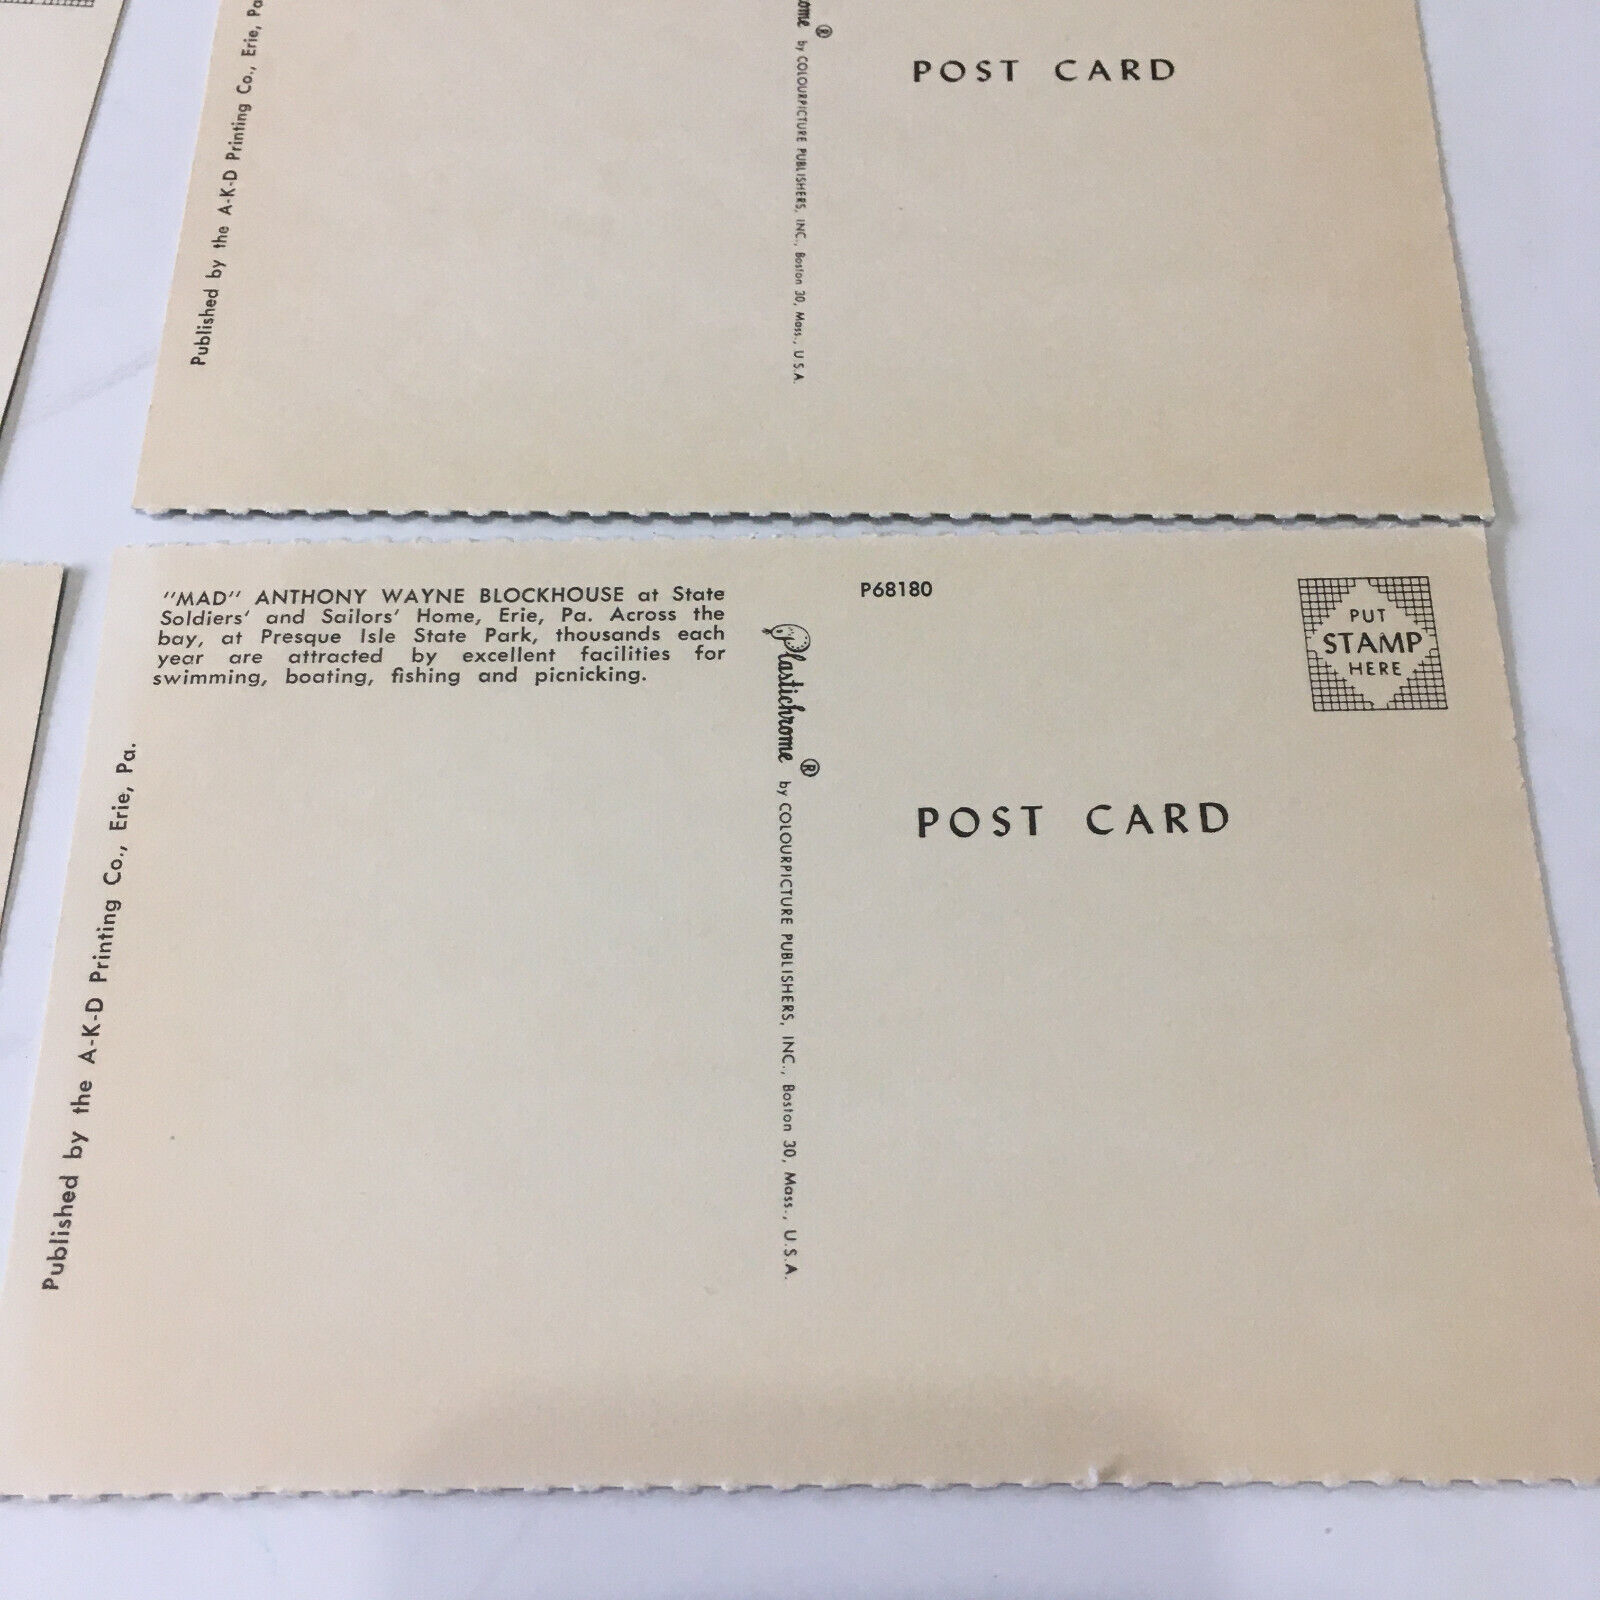 Published by the A-K-D Printing Co., Erie, Pa.
ome® by COLOURPICTURE PUBLISHERS, INC., Boston 30, Mass., U.S.A.
POST CARD
"MAD" ANTHONY WAYNE BLOCKHOUSE at State
Soldiers' and Sailors' Home, Erie, Pa. Across the
bay, at Presque Isle State Park, thousands each
year are attracted by excellent facilities for
swimming, boating, fishing and picnicking.
Published by the A-K-D Printing Co., Erie, Pa.
Plastichrome® by COLOURPICTURE PUBLISHERS, INC., Boston 30, Mass., U.S.A.
P68180
PUT
STAMP
HERE
POST CARD